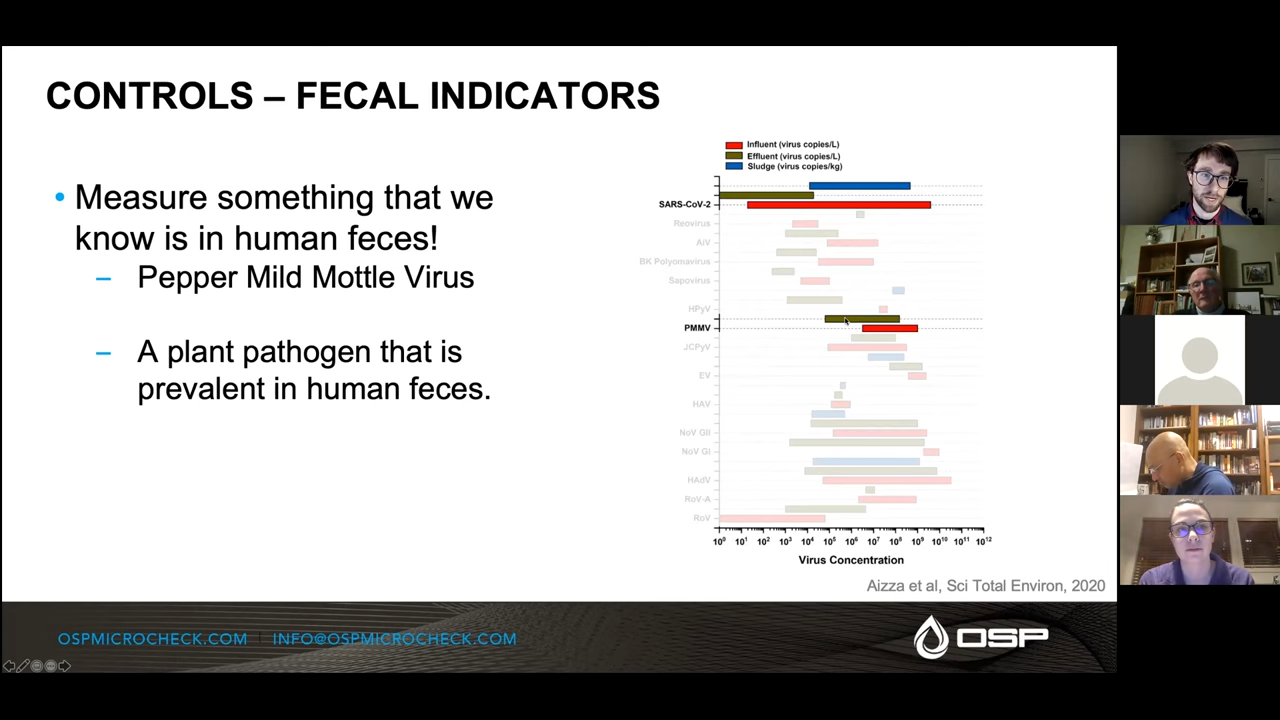 CONTROLS – FECAL INDICATORS
• Measure something that we
know is in human feces!
– Pepper Mild Mottle Virus
– A plant pathogen that is
prevalent in human feces.
Influent (virus copies/L)
Effluent (virus copies/L)
Sludge (virus copies/kg)
SARS-CoV-2
Reovirus
AiV
BK Polyomavirus
Sapovirus
HPyV
PMMV
JCPyV
EV
HAV
NoV GII
NoV GI
HAdV
RoV-A
RoV
10⁰ 10¹ 10² 10³ 10⁴ 10⁵ 10⁶ 10⁷ 10⁸ 10⁹ 10¹⁰ 10¹¹ 10¹²
Virus Concentration
Aizza et al, Sci Total Environ, 2020
OSPMICROCHECK.COM | INFO@OSPMICROCHECK.COM
OSP